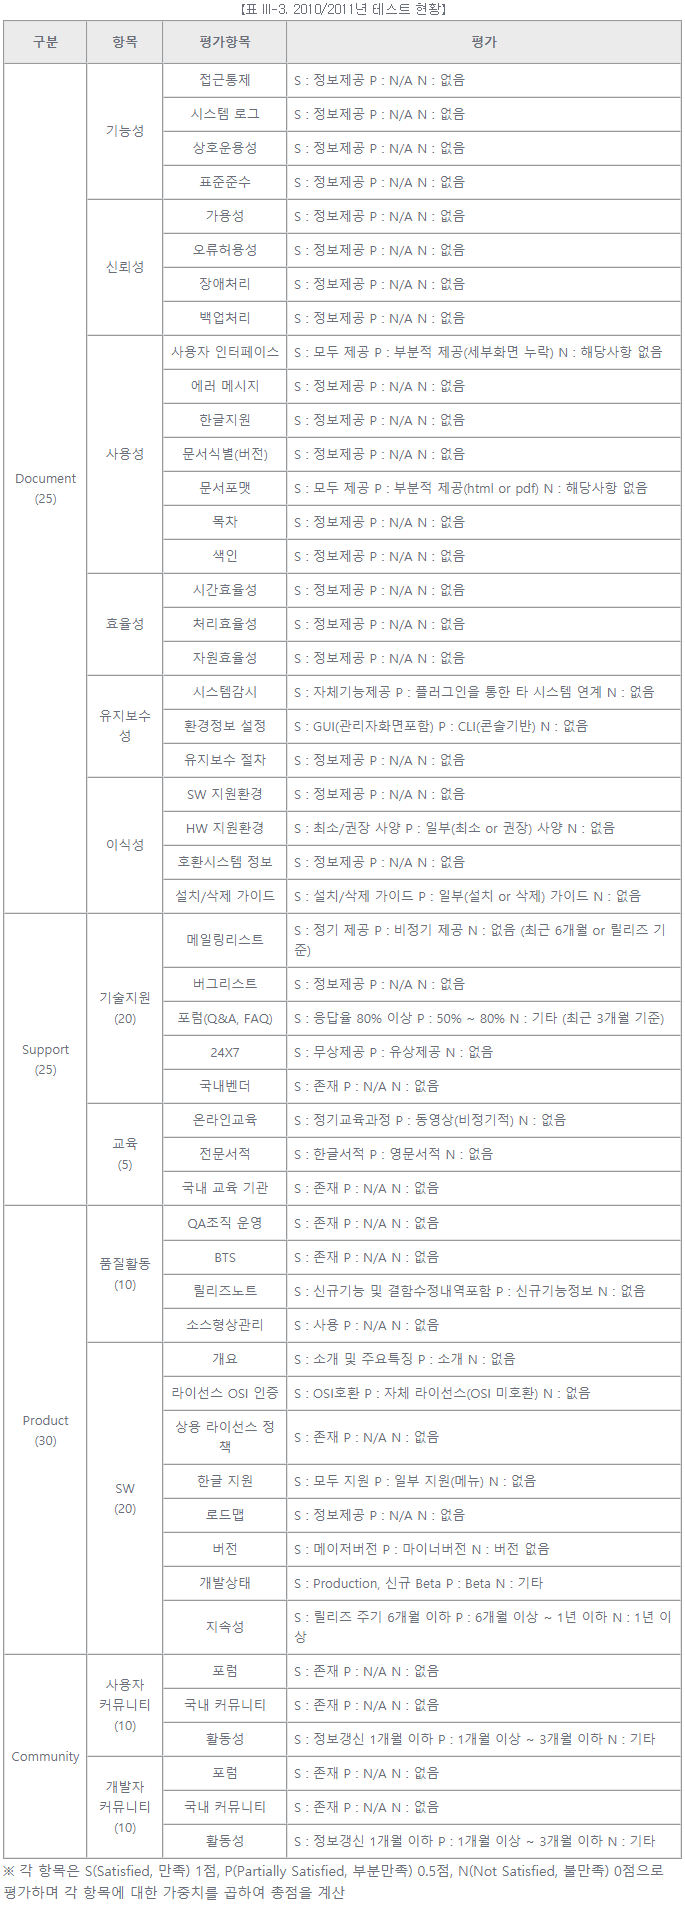 [표 III-3. 2010/2011년 테스트 현황]
구분 항목 평가항목 평가
Document
(25)
기능성
접근통제 S : 정보제공 P : N/A N : 없음
시스템 로그 S : 정보제공 P : N/A N : 없음
상호운용성 S : 정보제공 P : N/A N : 없음
표준준수 S : 정보제공 P : N/A N : 없음
신뢰성
가용성 S : 정보제공 P : N/A N : 없음
오류허용성 S : 정보제공 P : N/A N : 없음
장애처리 S : 정보제공 P : N/A N : 없음
백업처리 S : 정보제공 P : N/A N : 없음
사용성
사용자 인터페이스 S : 모두 제공 P : 부분적 제공(세부화면 누락) N : 해당사항 없음
에러 메시지 S : 정보제공 P : N/A N : 없음
한글지원 S : 정보제공 P : N/A N : 없음
문서식별(버전) S : 정보제공 P : N/A N : 없음
문서포맷 S : 모두 제공 P : 부분적 제공(html or pdf) N : 해당사항 없음
목차 S : 정보제공 P : N/A N : 없음
색인 S : 정보제공 P : N/A N : 없음
효율성
시간효율성 S : 정보제공 P : N/A N : 없음
처리효율성 S : 정보제공 P : N/A N : 없음
자원효율성 S : 정보제공 P : N/A N : 없음
유지보수
성
시스템감시 S : 자체기능제공 P : 플러그인을 통한 타 시스템 연계 N : 없음
환경정보 설정 S : GUI(관리자화면포함) P : CLI(콘솔기반) N : 없음
유지보수 절차 S : 정보제공 P : N/A N : 없음
이식성
SW 지원환경 S : 정보제공 P : N/A N : 없음
HW 지원환경 S : 최소/권장 사양 P : 일부(최소 or 권장) 사양 N : 없음
호환시스템 정보 S : 정보제공 P : N/A N : 없음
설치/삭제 가이드 S : 설치/삭제 가이드 P : 일부(설치 or 삭제) 가이드 N : 없음
Support
(25)
기술지원
(20)
메일링리스트 S : 정기 제공 P : 비정기 제공 N : 없음 (최근 6개월 or 릴리즈 기
준)
버그리스트 S : 정보제공 P : N/A N : 없음
포럼(Q&A, FAQ) S : 응답율 80% 이상 P : 50% ~ 80% N : 기타 (최근 3개월 기준)
24X7 S : 무상제공 P : 유상제공 N : 없음
국내벤더 S : 존재 P : N/A N : 없음
교육
(5)
온라인교육 S : 정기교육과정 P : 동영상(비정기적) N : 없음
전문서적 S : 한글서적 P : 영문서적 N : 없음
국내 교육 기관 S : 존재 P : N/A N : 없음
Product
(30)
품질활동
(10)
QA조직 운영 S : 존재 P : N/A N : 없음
BTS S : 존재 P : N/A N : 없음
릴리즈노트 S : 신규기능 및 결함수정내역포함 P : 신규기능정보 N : 없음
소스형상관리 S : 사용 P : N/A N : 없음
SW
(20)
개요 S : 소개 및 주요특징 P : 소개 N : 없음
라이선스 OSI 인증 S : OSI호환 P : 자체 라이선스(OSI 미호환) N : 없음
상용 라이선스 정
책
S : 존재 P : N/A N : 없음
한글 지원 S : 모두 지원 P : 일부 지원(메뉴) N : 없음
로드맵 S : 정보제공 P : N/A N : 없음
버전 S : 메이저버전 P : 마이너버전 N : 버전 없음
개발상태 S : Production, 신규 Beta P : Beta N : 기타
지속성 S : 릴리즈 주기 6개월 이하 P : 6개월 이상 ~ 1년 이하 N : 1년 이
상
Community
사용자
커뮤니티
(10)
포럼 S : 존재 P : N/A N : 없음
국내 커뮤니티 S : 존재 P : N/A N : 없음
활동성 S : 정보갱신 1개월 이하 P : 1개월 이상 ~ 3개월 이하 N : 기타
개발자
커뮤니티
(10)
포럼 S : 존재 P : N/A N : 없음
국내 커뮤니티 S : 존재 P : N/A N : 없음
활동성 S : 정보갱신 1개월 이하 P : 1개월 이상 ~ 3개월 이하 N : 기타
※ 각 항목은 S(Satisfied, 만족) 1점, P(Partially Satisfied, 부분만족) 0.5점, N(Not Satisfied, 불만족) 0점으로
평가하며 각 항목에 대한 가중치를 곱하여 총점을 계산